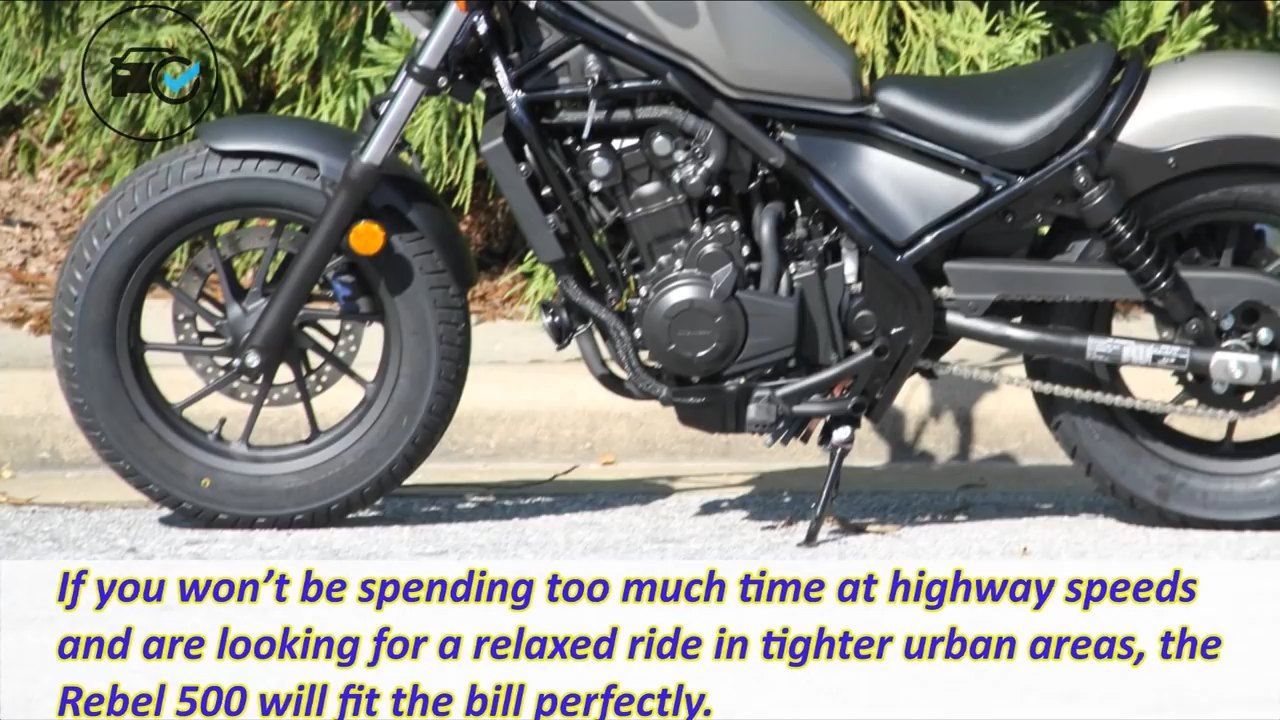 If you won’t be spending too much time at highway speeds
and are looking for a relaxed ride in tighter urban areas, the
Rebel 500 will fit the bill perfectly.